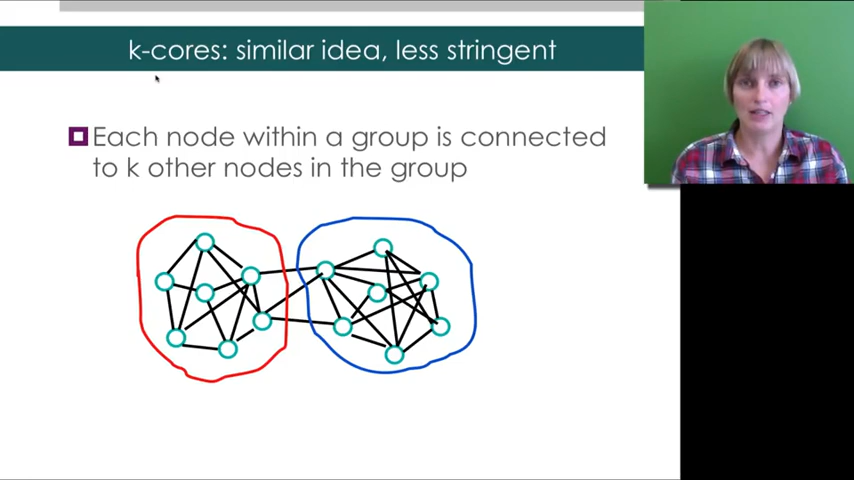 k-cores: similar idea, less stringent
Each node within a group is connected
to k other nodes in the group